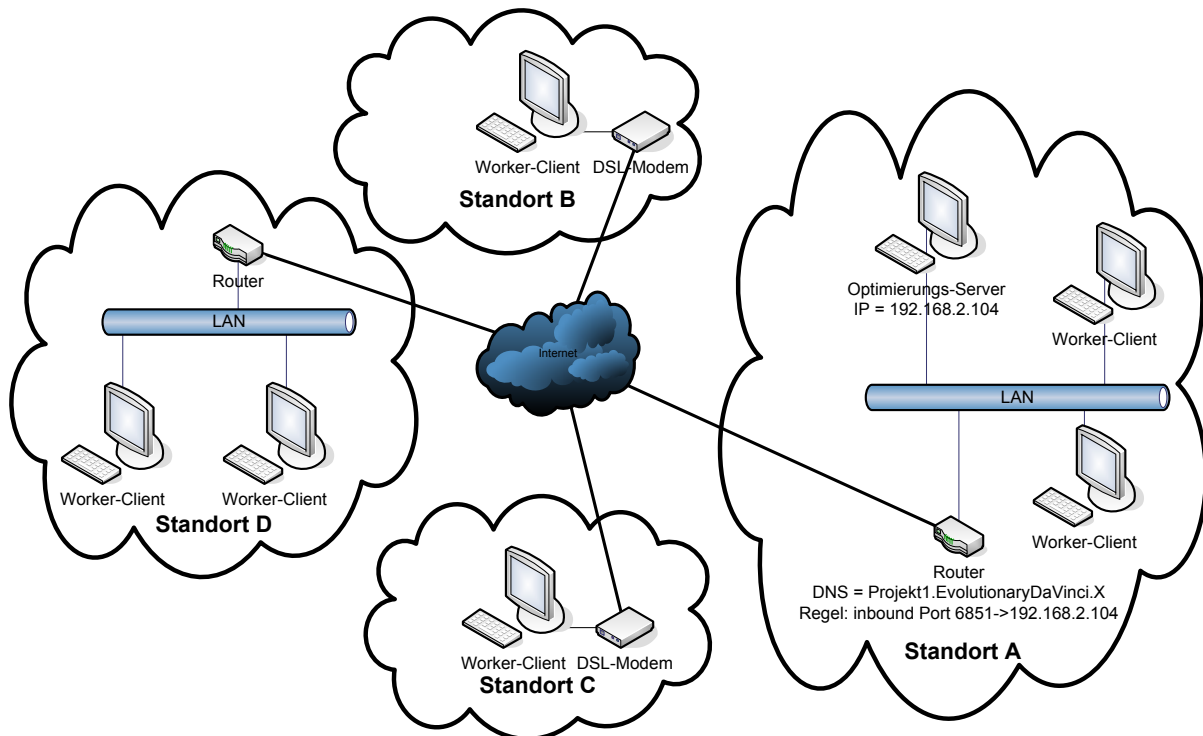 Worker-Client
DSL-Modem
Standort B
Router
LAN
Worker-Client
Worker-Client
Standort D
Internet
Optimierungs-Server
IP = 192.168.2.104
Worker-Client
LAN
Worker-Client
Router
DNS = Projekt1.EvolutionaryDaVinci.X
Regel: inbound Port 6851->192.168.2.104
Standort A
Worker-Client
DSL-Modem
Standort C